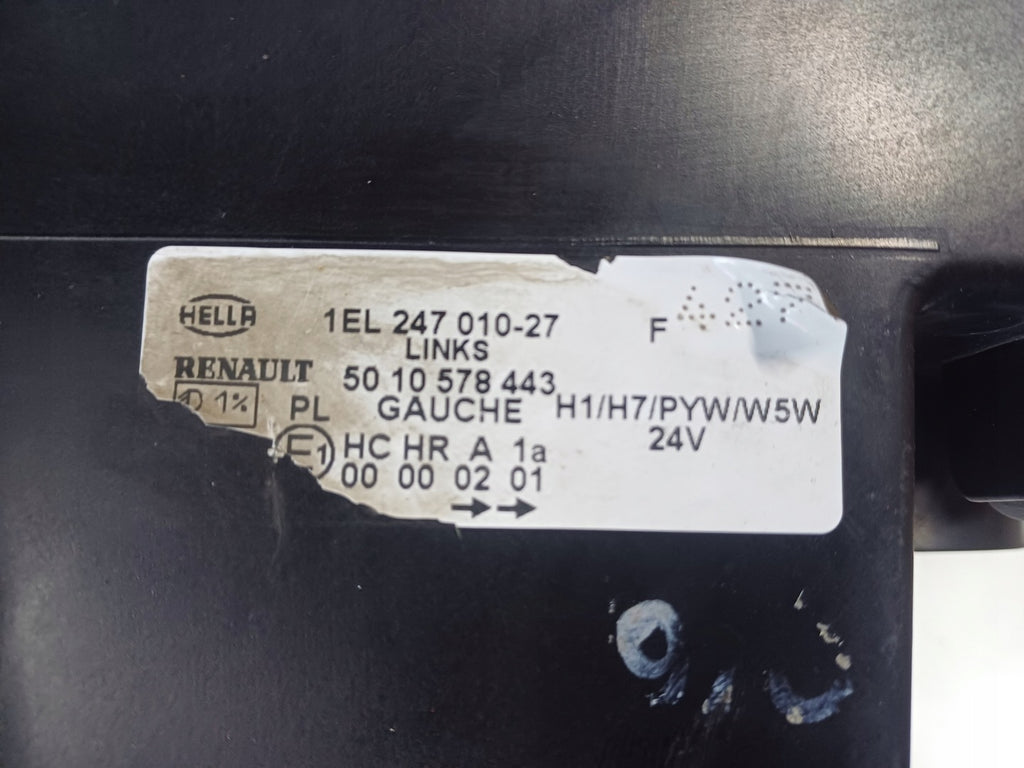 HELLA 1EL 247 010-27 F 427
LINKS
RENAULT 50 10 578 443
1% PL GAUCHE H1/H7/PYW/W5W
E1 HC HR A 1a 24V
00 00 02 01